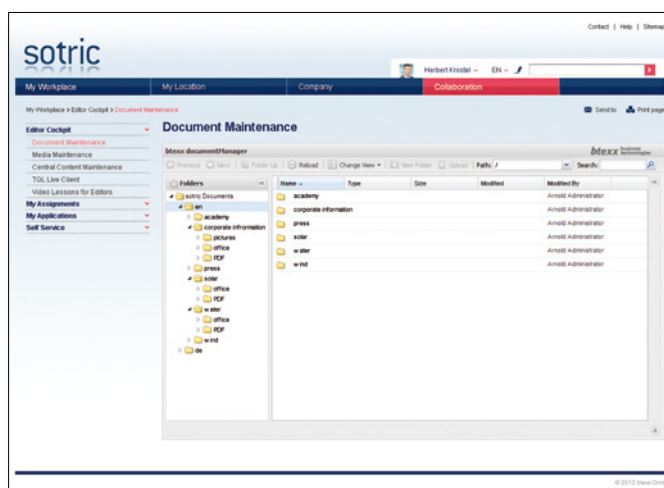 Contact | Help | Sitemap
sotric
Herbert Knistel EN
My Workplace My Location Company Collaboration
My Workplace > Editor Cockpit > Document Maintenance
Send to Print page
Editor Cockpit
Document Maintenance
Media Maintenance
Central Content Maintenance
TQL Live Client
Video Lessons for Editors
My Assignments
My Applications
Self Service
Document Maintenance
btexx documentManager
btexx business technologies
Previous Next Folder Up Reload Change View New Folder Upload Path: / Search:
Folders
sotric Documents
en
academy
corporate information
pictures
office
PDF
press
solar
office
PDF
water
office
PDF
wind
de
Name Type Size Modified Modified By
academy Arnold Administrator
corporate information Arnold Administrator
press Arnold Administrator
solar Arnold Administrator
water Arnold Administrator
wind Arnold Administrator
© 2012 btexx GmbH